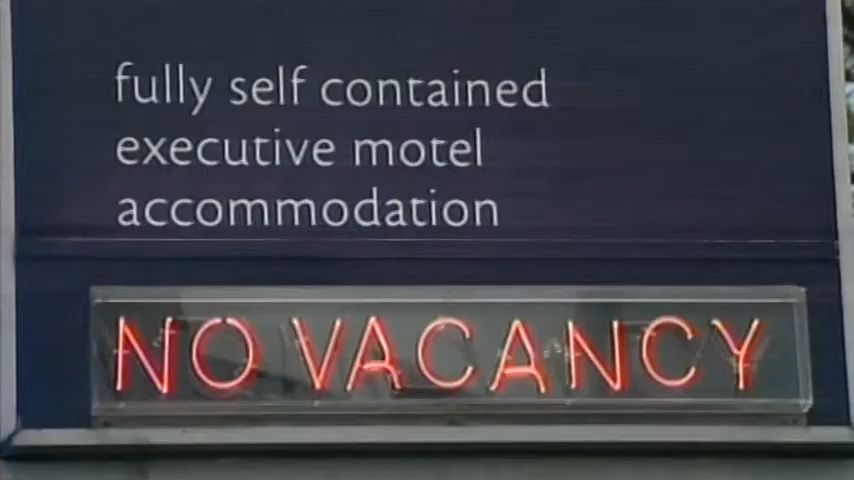 fully self contained
executive motel
accommodation
NO VACANCY